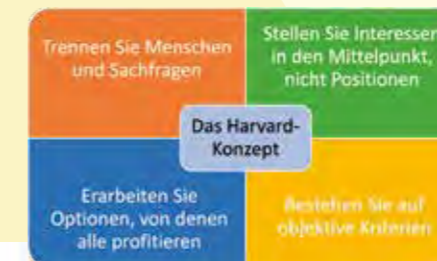 Trennen Sie Menschen
und Sachfragen
Stellen Sie Interessen
in den Mittelpunkt,
nicht Positionen
Das Harvard-
Konzept
Erarbeiten Sie
Optionen, von denen
alle profitieren
Bestehen Sie auf
objektive Kriterien